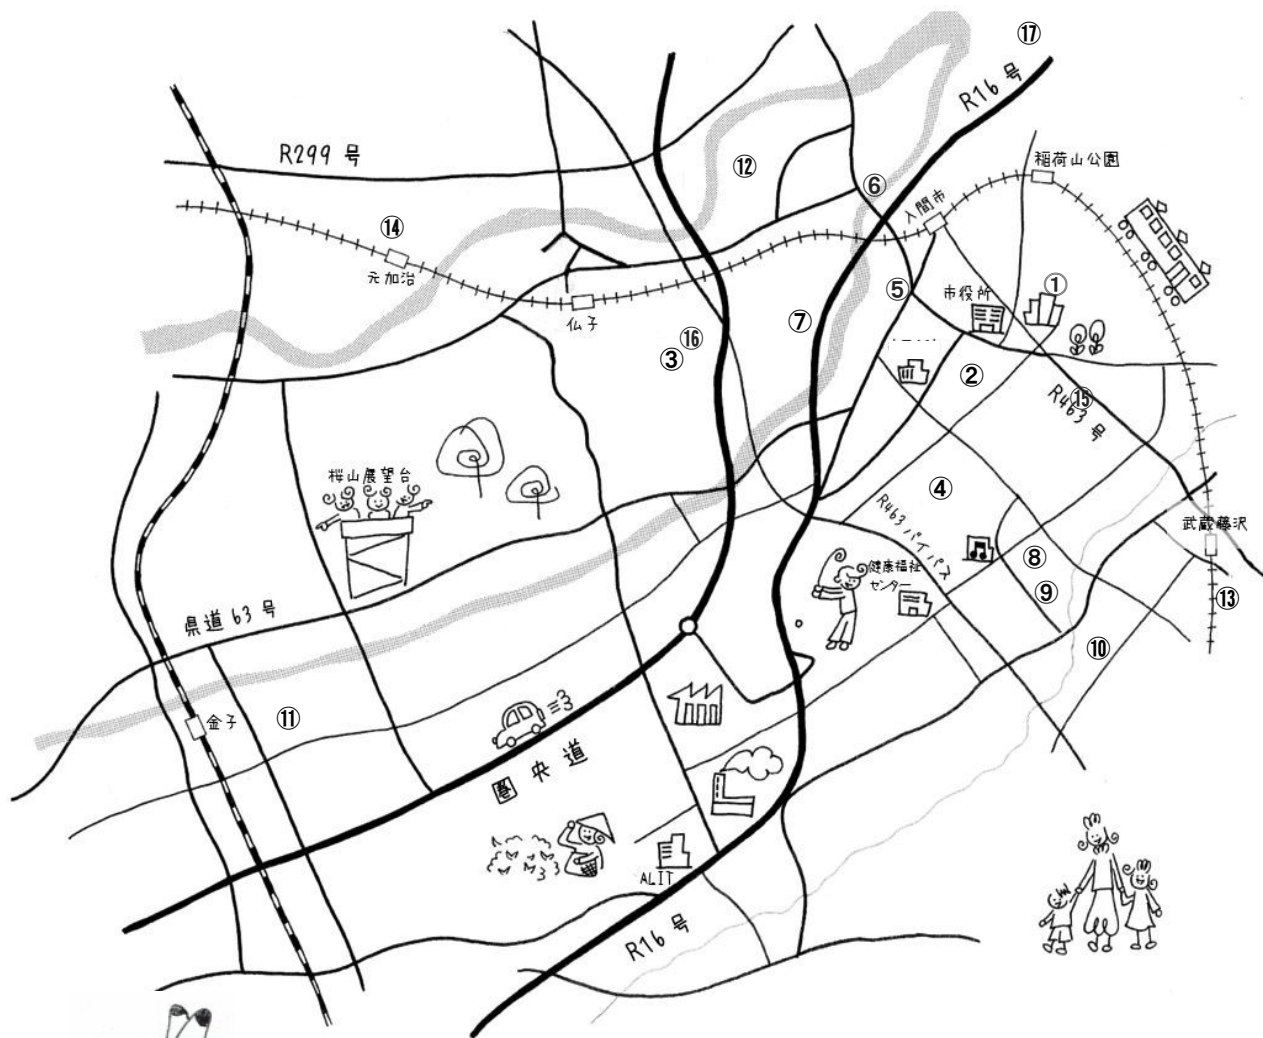 ⑰
R16号
稲荷山公園
R299号
⑫
⑥
入間市
⑭
元加治
①
⑤
市役所
仏子
⑦
⑯
③
②
⑮
R463号
桜山展望台
④
R463バイパス
武蔵藤沢
⑧
健康福祉
センター
⑨
⑬
県道63号
⑩
金子
⑪
圏央道
ALIT
R16号